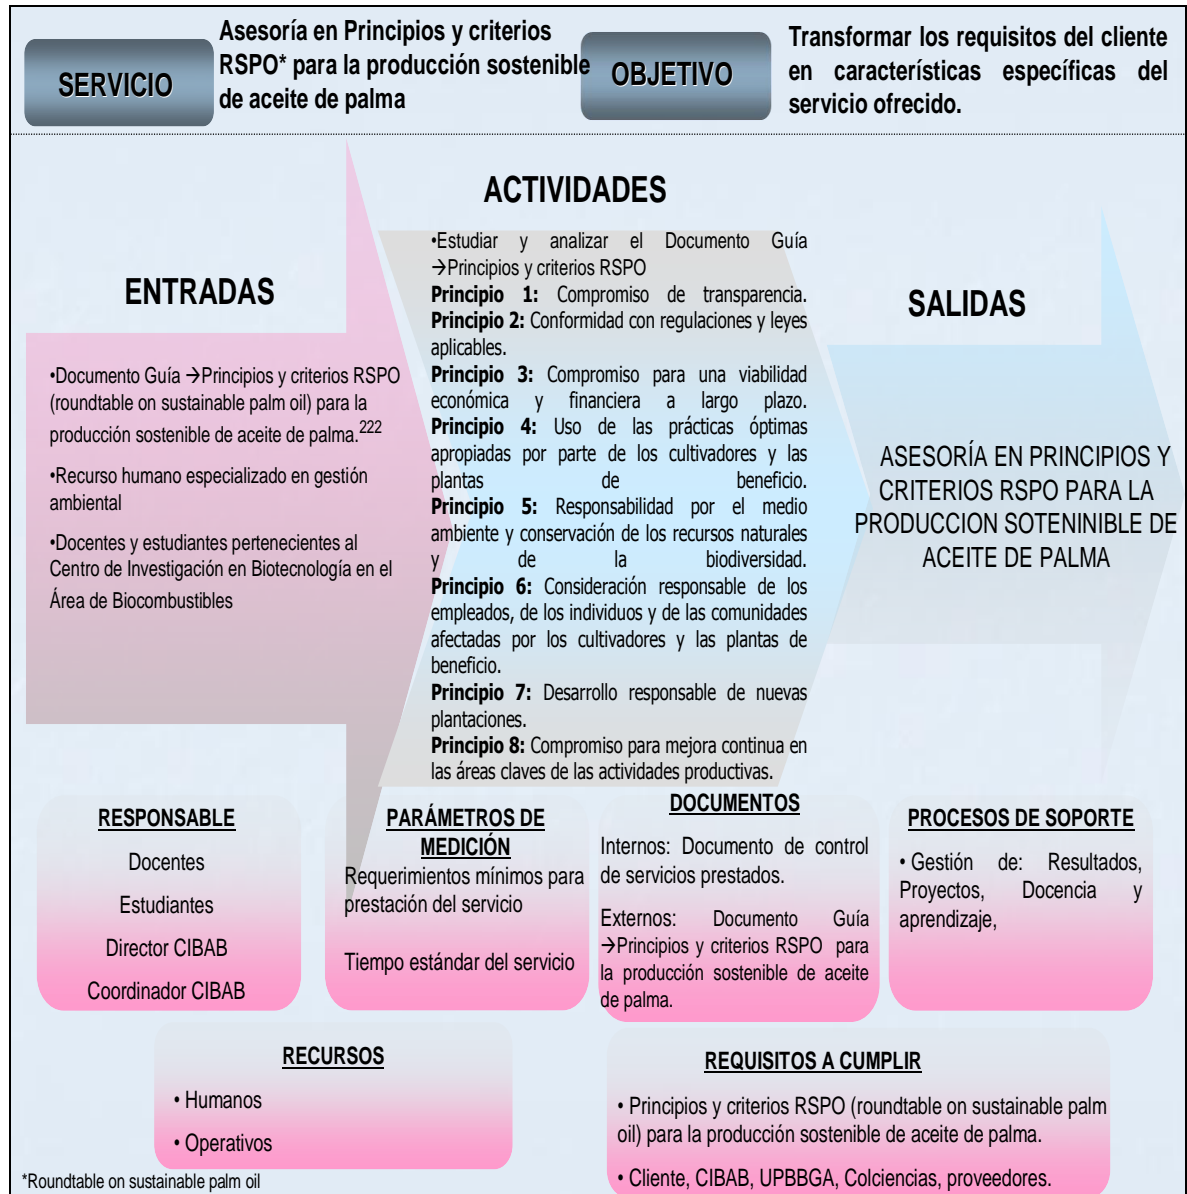 SERVICIO
Asesoría en Principios y criterios
RSPO* para la producción sostenible
de aceite de palma
OBJETIVO
Transformar los requisitos del cliente
en características específicas del
servicio ofrecido.
ENTRADAS
•Documento Guía →Principios y criterios RSPO
(roundtable on sustainable palm oil) para la
producción sostenible de aceite de palma.222
•Recurso humano especializado en gestión
ambiental
•Docentes y estudiantes pertenecientes al
Centro de Investigación en Biotecnología en el
Área de Biocombustibles
ACTIVIDADES
•Estudiar y analizar el Documento Guía
→Principios y criterios RSPO
Principio 1: Compromiso de transparencia.
Principio 2: Conformidad con regulaciones y leyes
aplicables.
Principio 3: Compromiso para una viabilidad
económica y financiera a largo plazo.
Principio 4: Uso de las prácticas óptimas
apropiadas por parte de los cultivadores y las
plantas de beneficio.
Principio 5: Responsabilidad por el medio
ambiente y conservación de los recursos naturales
y de la biodiversidad.
Principio 6: Consideración responsable de los
empleados, de los individuos y de las comunidades
afectadas por los cultivadores y las plantas de
beneficio.
Principio 7: Desarrollo responsable de nuevas
plantaciones.
Principio 8: Compromiso para mejora continua en
las áreas claves de las actividades productivas.
SALIDAS
ASESORÍA EN PRINCIPIOS Y
CRITERIOS RSPO PARA LA
PRODUCCION SOTENINIBLE DE
ACEITE DE PALMA
RESPONSABLE
Docentes
Estudiantes
Director CIBAB
Coordinador CIBAB
PARÁMETROS DE
MEDICIÓN
Requerimientos mínimos para
prestación del servicio
Tiempo estándar del servicio
DOCUMENTOS
Internos: Documento de control
de servicios prestados.
Externos: Documento Guía
→Principios y criterios RSPO para
la producción sostenible de aceite
de palma.
PROCESOS DE SOPORTE
• Gestión de: Resultados,
Proyectos, Docencia y
aprendizaje,
RECURSOS
• Humanos
• Operativos
REQUISITOS A CUMPLIR
• Principios y criterios RSPO (roundtable on sustainable palm
oil) para la producción sostenible de aceite de palma.
• Cliente, CIBAB, UPBBGA, Colciencias, proveedores.
*Roundtable on sustainable palm oil